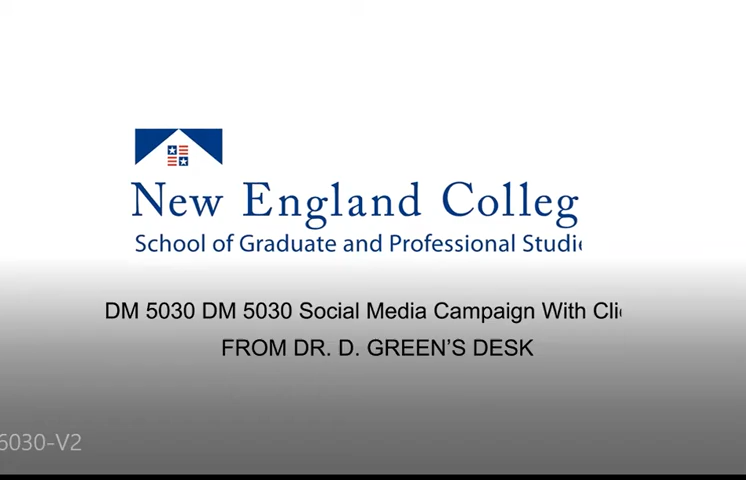 New England Colleg
School of Graduate and Professional Studi
DM 5030 DM 5030 Social Media Campaign With Cli
FROM DR. D. GREEN'S DESK
6030-V2